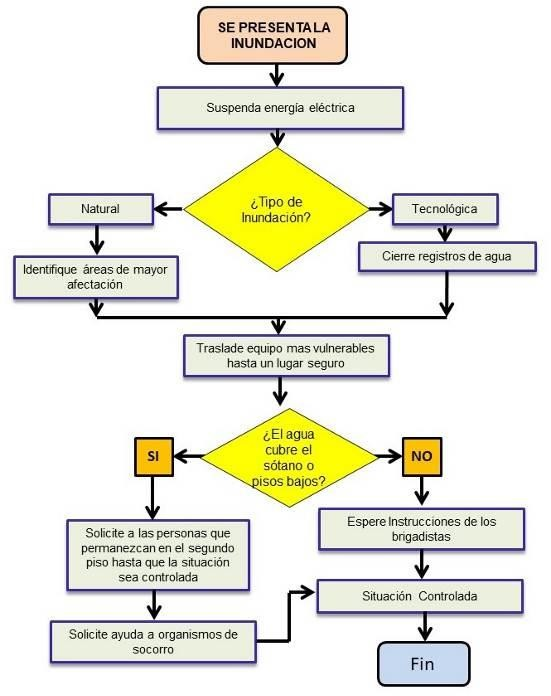 SE PRESENTA LA
INUNDACION
Suspenda energía eléctrica
¿Tipo de
Inundación?
Natural
Tecnológica
Identifique áreas de mayor
afectación
Cierre registros de agua
Traslade equipo mas vulnerables
hasta un lugar seguro
¿El agua
cubre el
sótano o
pisos bajos?
SI
NO
Solicite a las personas que
permanezcan en el segundo
piso hasta que la situación
sea controlada
Espere Instrucciones de los
brigadistas
Solicite ayuda a organismos de
socorro
Situación Controlada
Fin